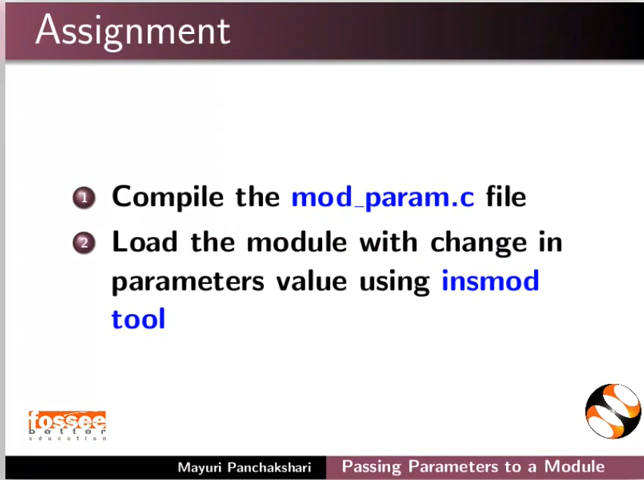 Assignment
1 Compile the mod_param.c file
2 Load the module with change in
parameters value using insmod
tool
fossee
better
education
Mayuri Panchakshari Passing Parameters to a Module